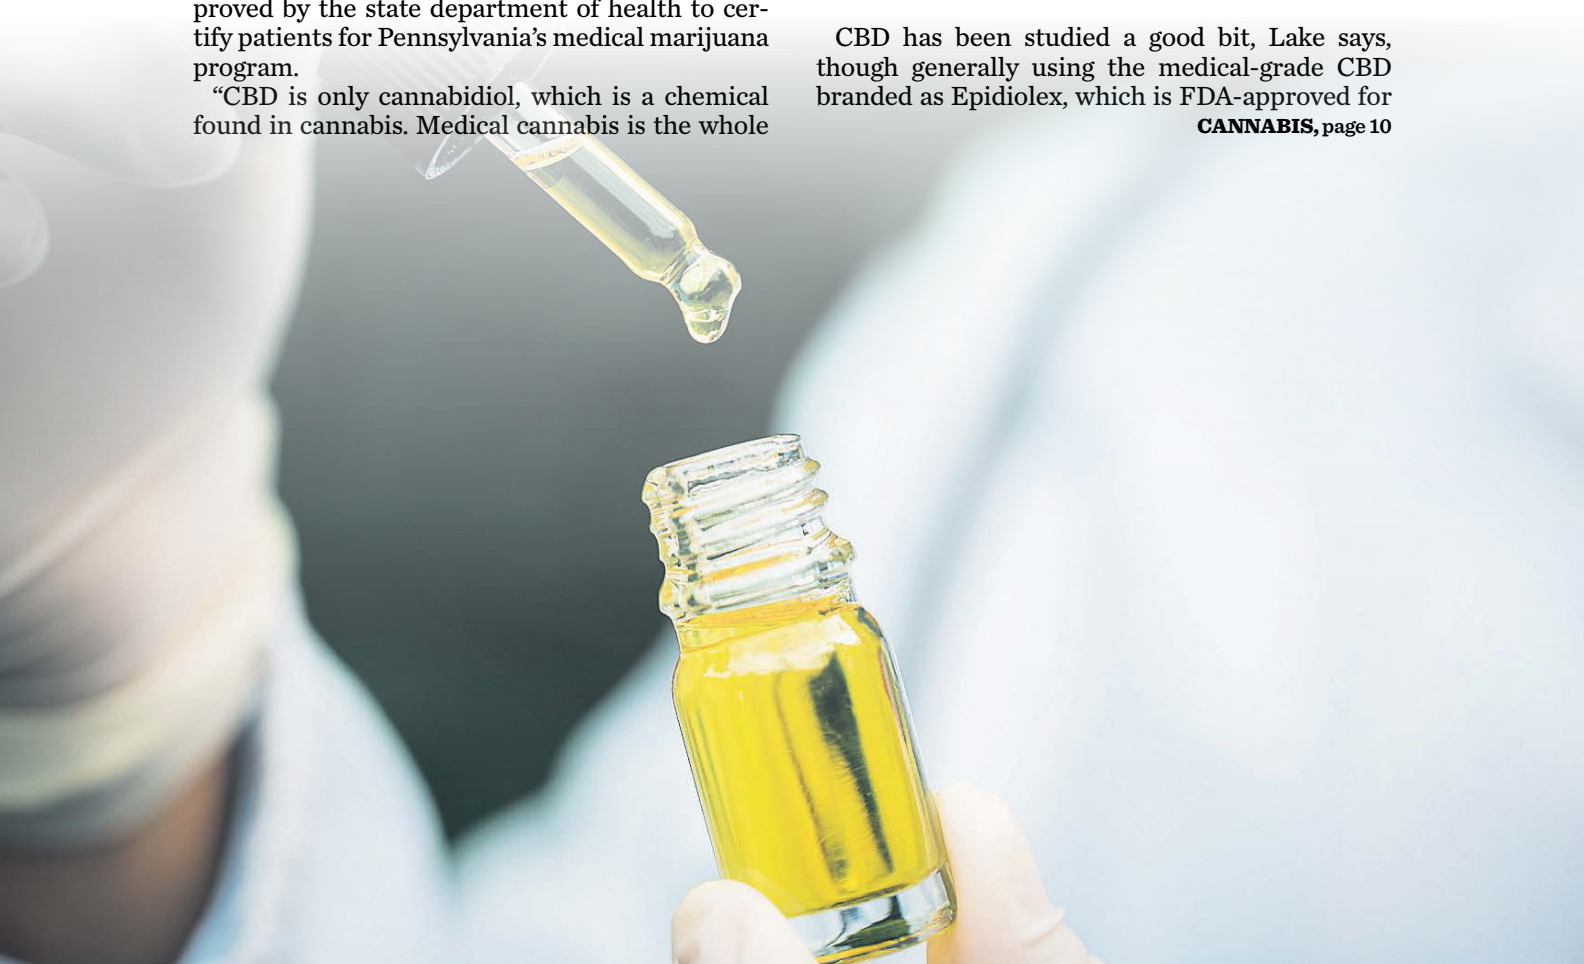 proved by the state department of health to cer-
tify patients for Pennsylvania’s medical marijuana
program.
“CBD is only cannabidiol, which is a chemical
found in cannabis. Medical cannabis is the whole
CBD has been studied a good bit, Lake says,
though generally using the medical-grade CBD
branded as Epidiolex, which is FDA-approved for
CANNABIS, page 10